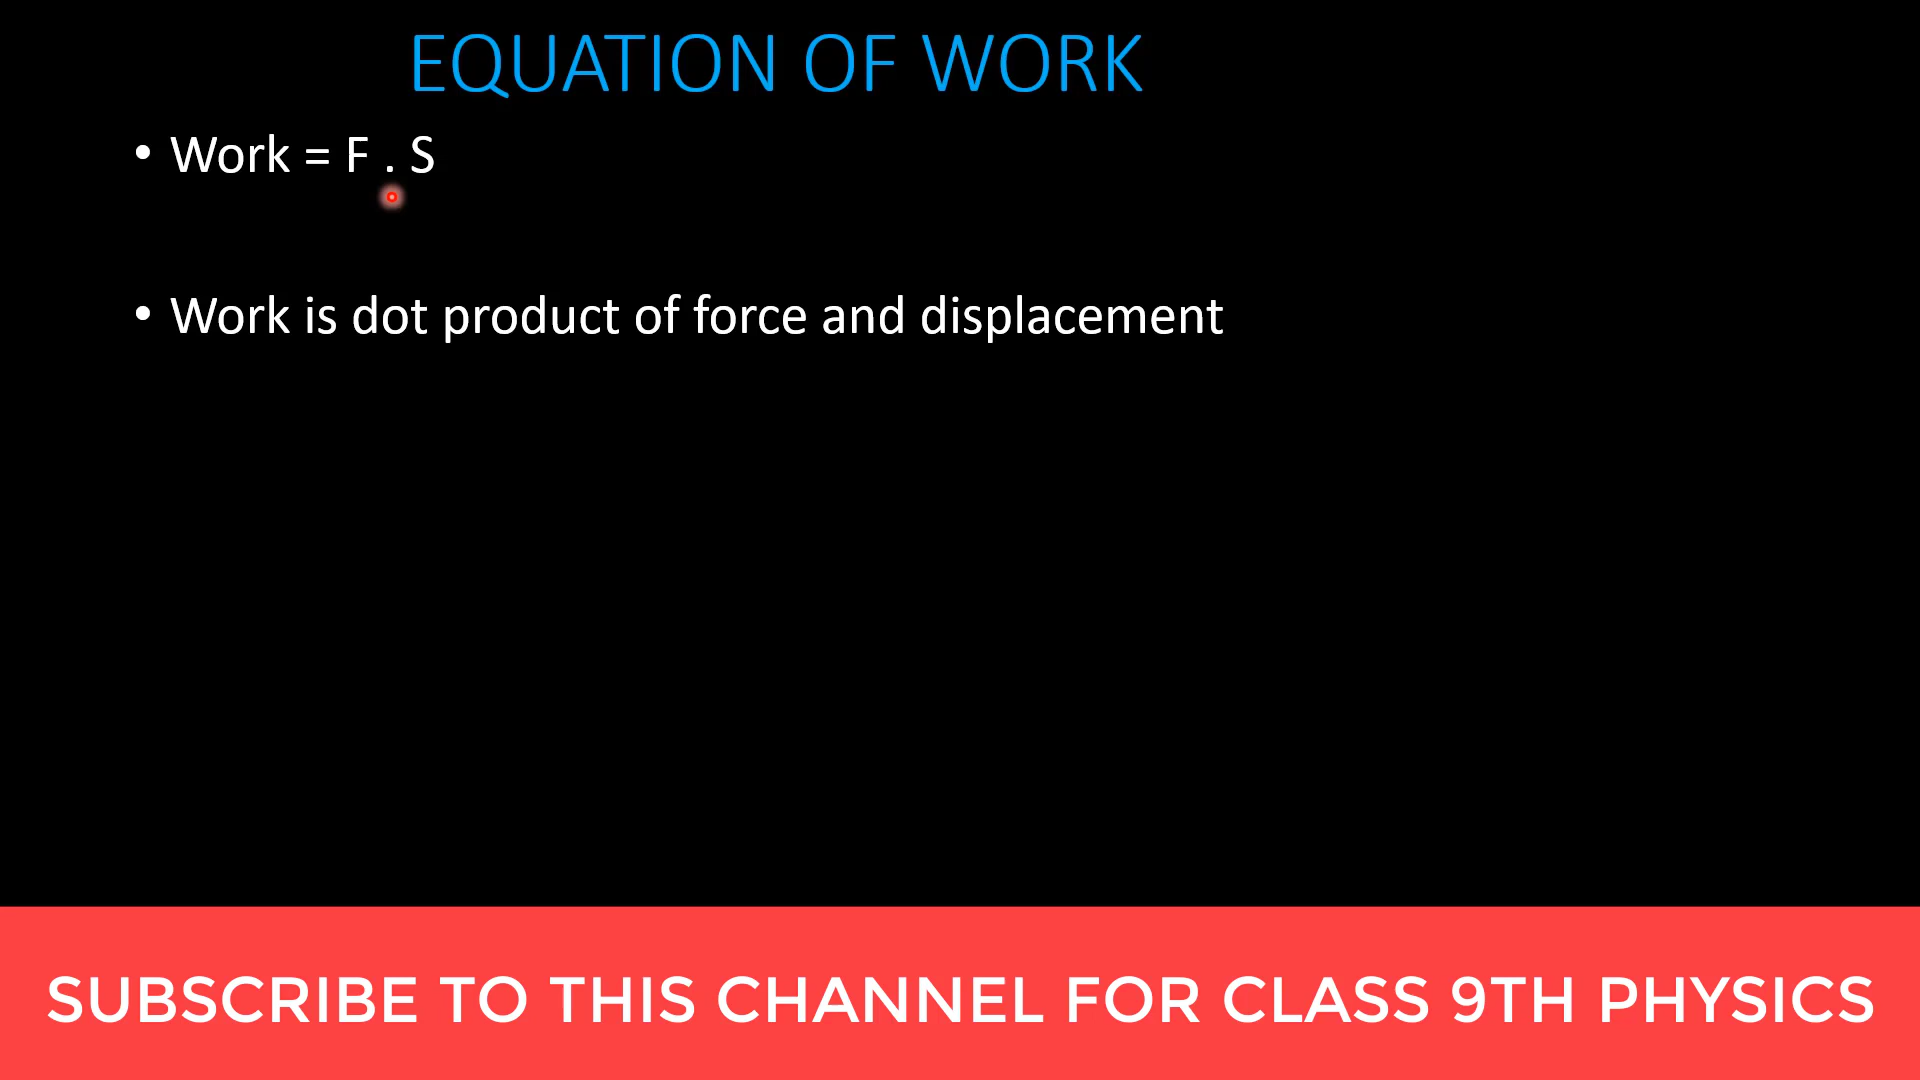 EQUATION OF WORK
• Work = F . S
• Work is dot product of force and displacement
SUBSCRIBE TO THIS CHANNEL FOR CLASS 9TH PHYSICS